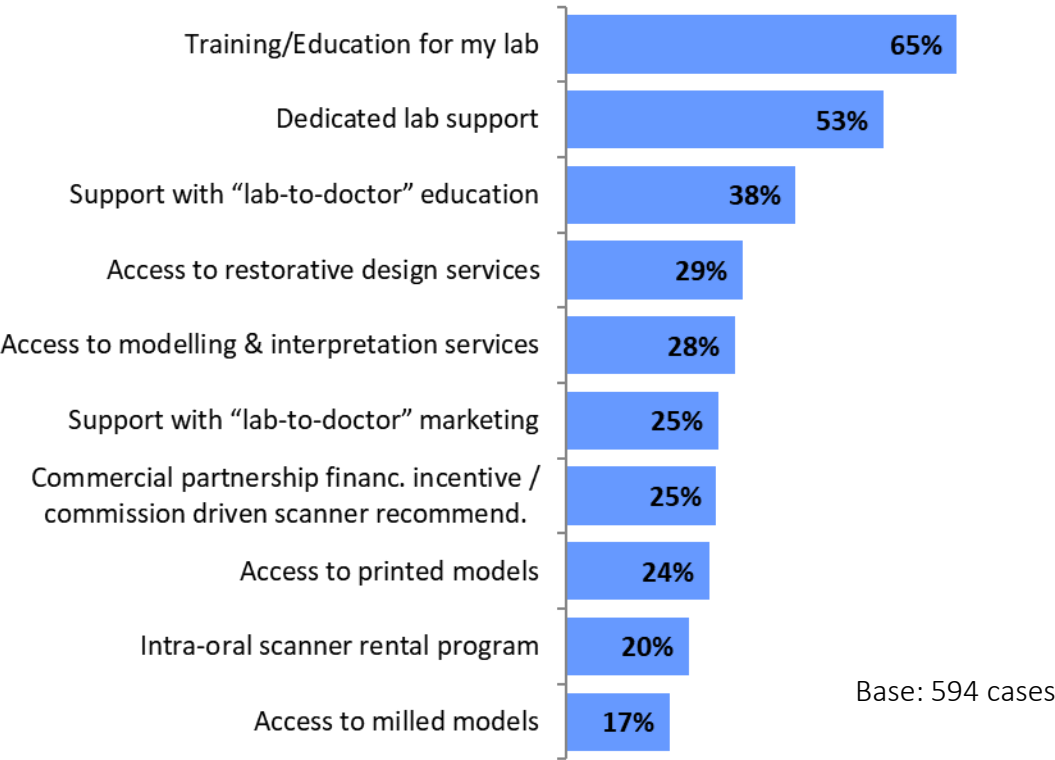 Training/Education for my lab 65%
Dedicated lab support 53%
Support with “lab-to-doctor” education 38%
Access to restorative design services 29%
Access to modelling & interpretation services 28%
Support with “lab-to-doctor” marketing 25%
Commercial partnership financ. incentive /
commission driven scanner recommend. 25%
Access to printed models 24%
Intra-oral scanner rental program 20%
Base: 594 cases
Access to milled models 17%